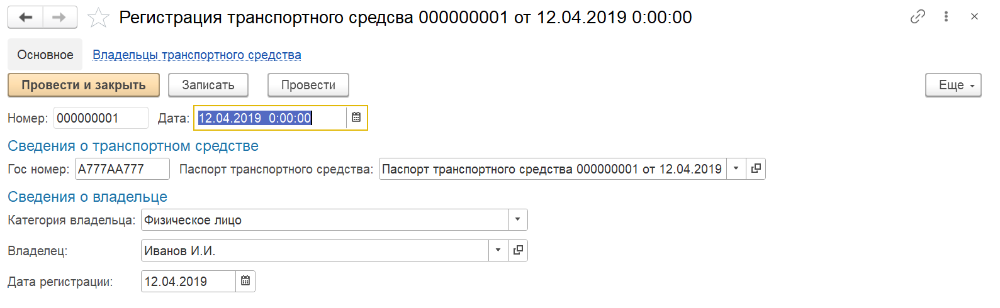 Регистрация транспортного средсва 000000001 от 12.04.2019 0:00:00
Основное Владельцы транспортного средства
Провести и закрыть Записать Провести Еще
Номер: 000000001 Дата: 12.04.2019 0:00:00
Сведения о транспортном средстве
Гос номер: А777АА777 Паспорт транспортного средства: Паспорт транспортного средства 000000001 от 12.04.2019
Сведения о владельце
Категория владельца: Физическое лицо
Владелец: Иванов И.И.
Дата регистрации: 12.04.2019